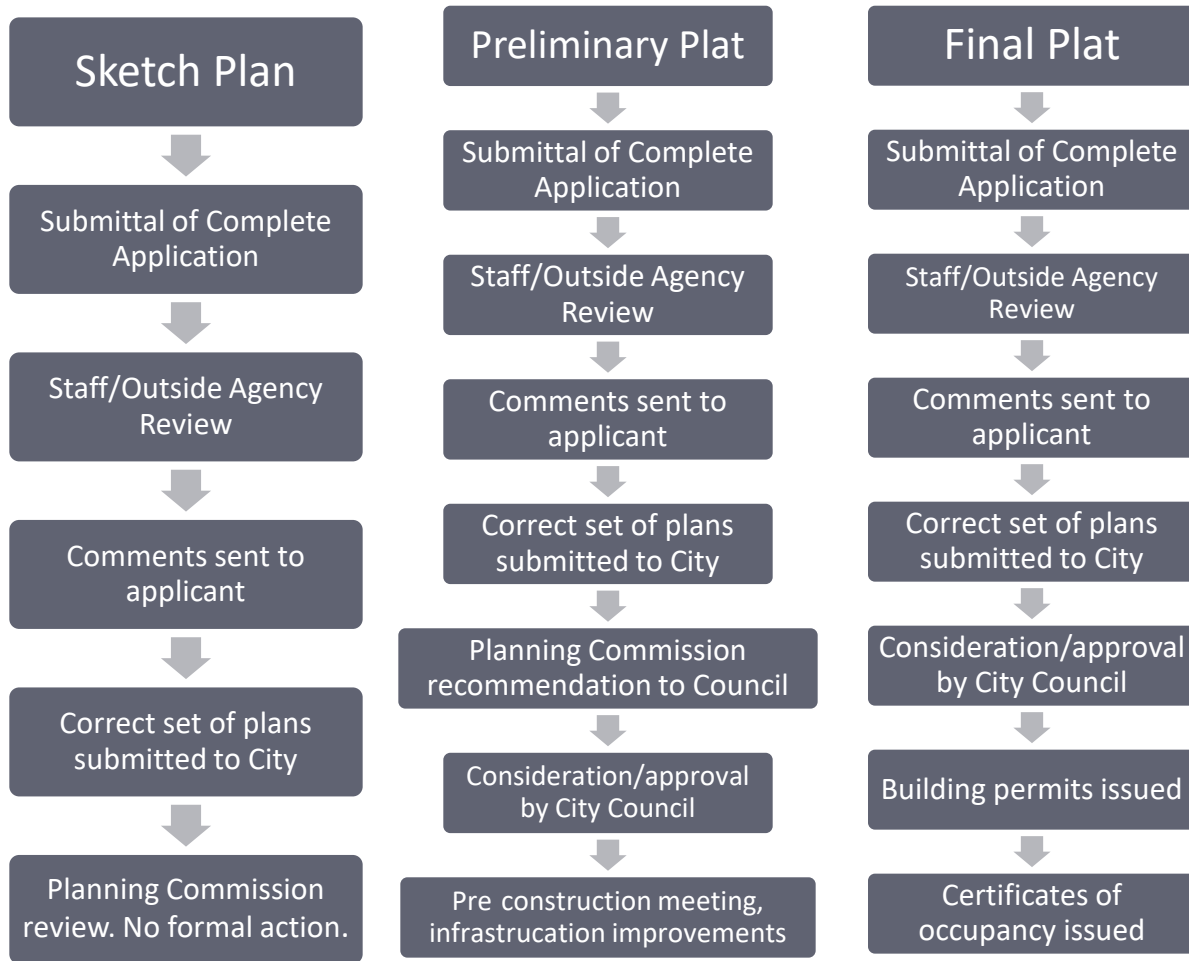 Sketch Plan
Submittal of Complete
Application
Staff/Outside Agency
Review
Comments sent to
applicant
Correct set of plans
submitted to City
Planning Commission
review. No formal action.
Preliminary Plat
Submittal of Complete
Application
Staff/Outside Agency
Review
Comments sent to
applicant
Correct set of plans
submitted to City
Planning Commission
recommendation to Council
Consideration/approval
by City Council
Pre construction meeting,
infrastrucation improvements
Final Plat
Submittal of Complete
Application
Staff/Outside Agency
Review
Comments sent to
applicant
Correct set of plans
submitted to City
Consideration/approval
by City Council
Building permits issued
Certificates of
occupancy issued